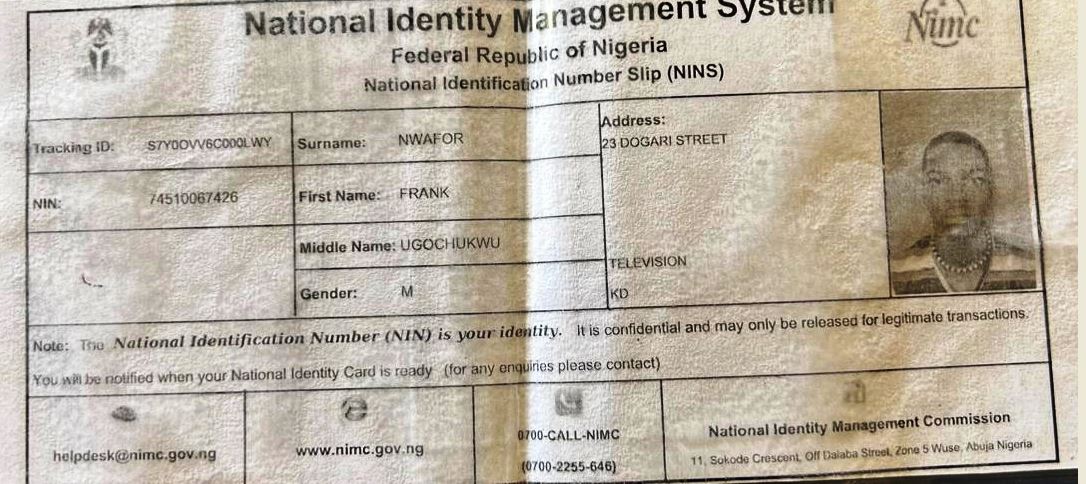 National Identity Management System
Federal Republic of Nigeria
National Identification Number Slip (NINS)
Nimc
Tracking ID: S7Y0OVV6C000LWY
Surname: NWAFOR
Address:
23 DOGARI STREET
NIN: 74510067426
First Name: FRANK
Middle Name: UGOCHUKWU
TELEVISION
Gender: M
KD
Note: The National Identification Number (NIN) is your identity. It is confidential and may only be released for legitimate transactions.
You will be notified when your National Identity Card is ready (for any enquiries please contact)
helpdesk@nimc.gov.ng
www.nimc.gov.ng
0700-CALL-NIMC
(0700-2255-646)
National Identity Management Commission
11, Sokode Crescent, Off Dalaba Street, Zone 5 Wuse, Abuja Nigeria